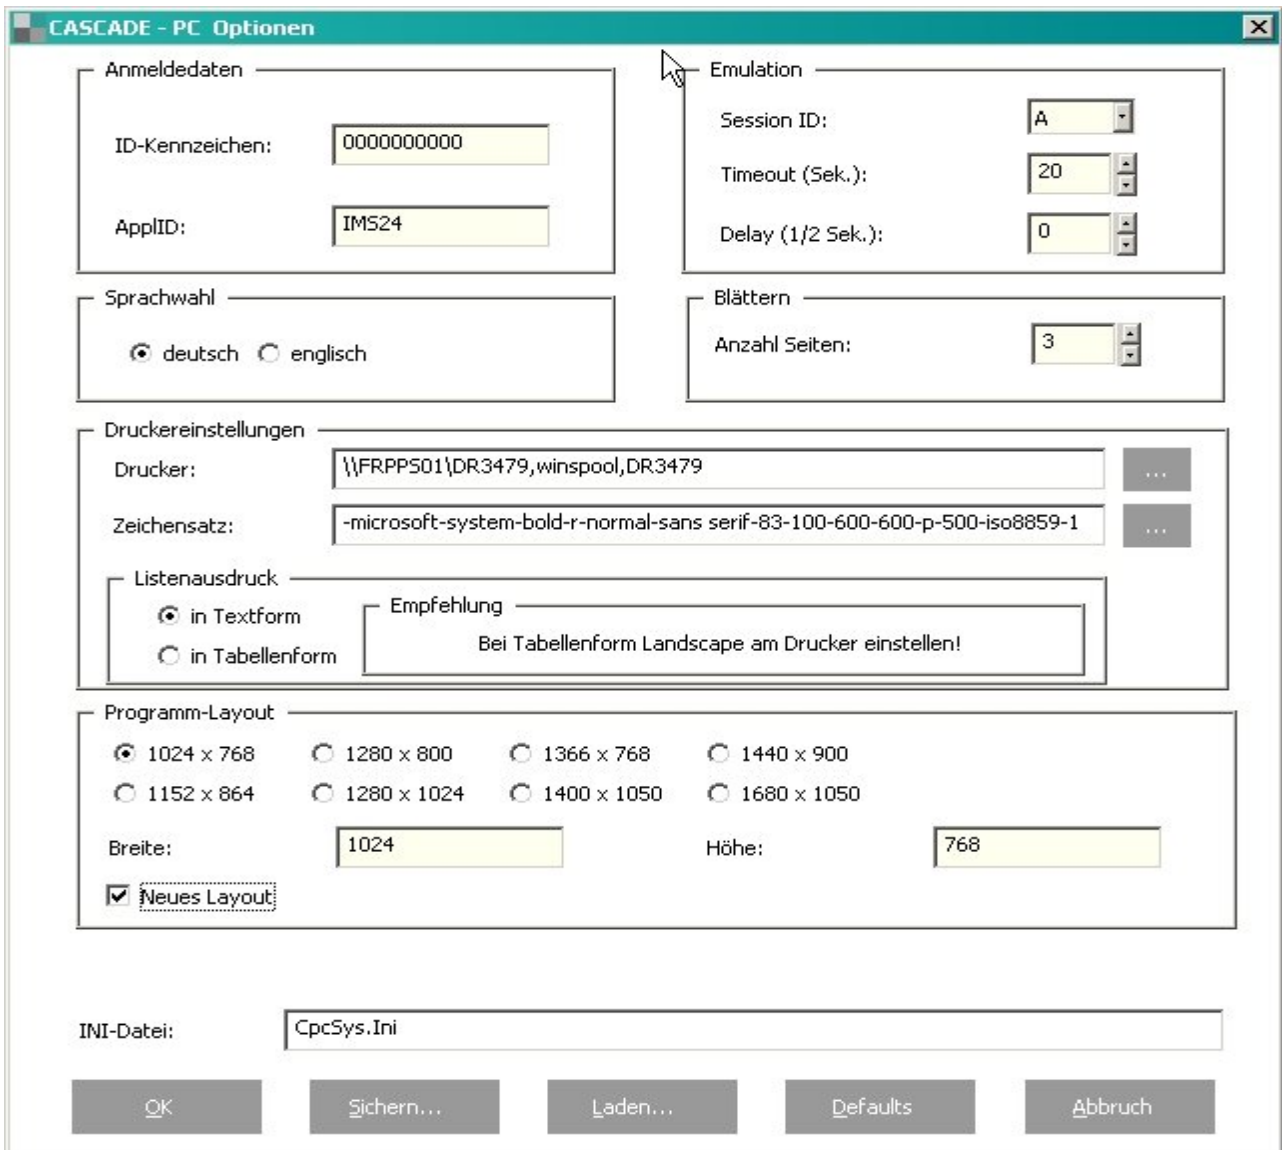 CASCADE - PC Optionen
Anmeldedaten
ID-Kennzeichen: 0000000000
ApplID: IMS24
Emulation
Session ID: A
Timeout (Sek.): 20
Delay (1/2 Sek.): 0
Sprachwahl
deutsch englisch
Blättern
Anzahl Seiten: 3
Druckereinstellungen
Drucker: \\FRPPS01\DR3479,winspool,DR3479 ...
Zeichensatz: -microsoft-system-bold-r-normal-sans serif-83-100-600-600-p-500-iso8859-1 ...
Listenausdruck
in Textform
in Tabellenform
Empfehlung
Bei Tabellenform Landscape am Drucker einstellen!
Programm-Layout
1024 x 768 1280 x 800 1366 x 768 1440 x 900
1152 x 864 1280 x 1024 1400 x 1050 1680 x 1050
Breite: 1024 Höhe: 768
Neues Layout
INI-Datei: CpcSys.Ini
OK Sichern... Laden... Defaults Abbruch